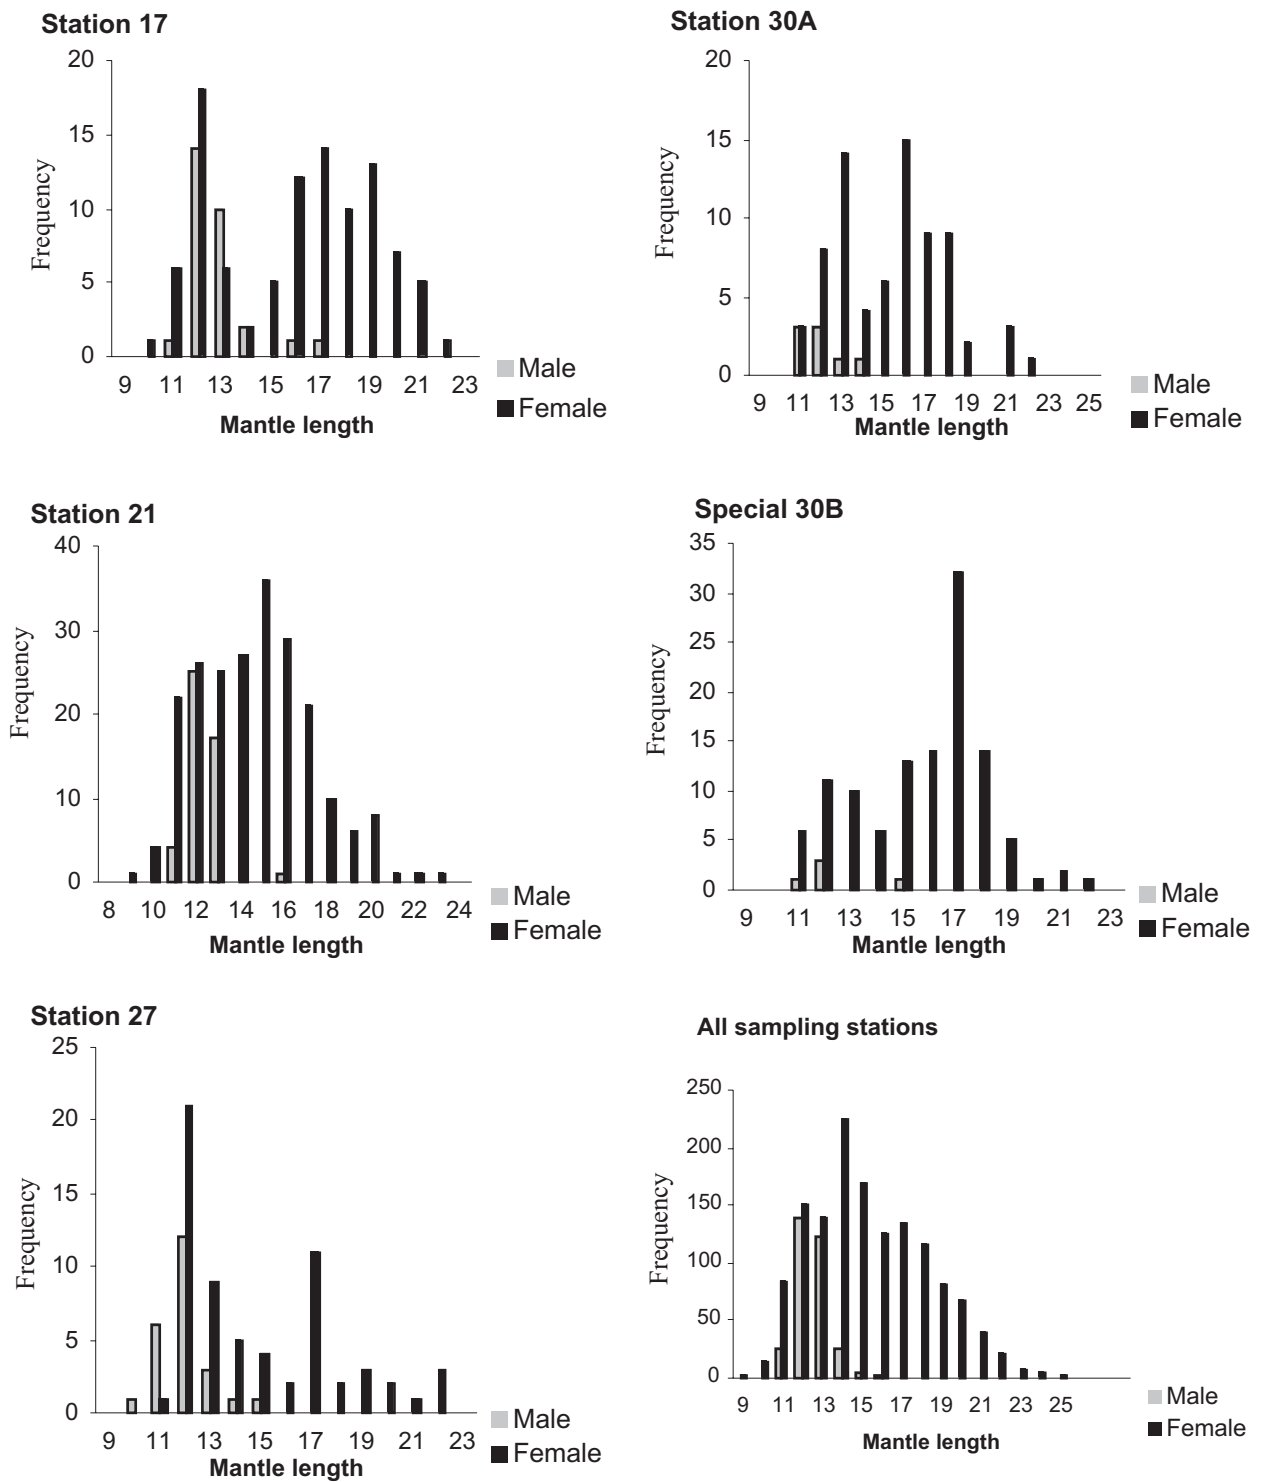 Station 17
20
15
10
5
0
Frequency
9 11 13 15 17 19 21 23
Mantle length
Male
Female
Station 30A
20
15
10
5
0
Frequency
9 11 13 15 17 19 21 23 25
Mantle length
Male
Female
Station 21
40
30
20
10
0
Frequency
8 10 12 14 16 18 20 22 24
Mantle length
Male
Female
Special 30B
35
30
25
20
15
10
5
0
Frequency
9 11 13 15 17 19 21 23
Mantle length
Male
Female
Station 27
25
20
15
10
5
0
Frequency
9 11 13 15 17 19 21 23
Mantle length
Male
Female
All sampling stations
250
200
150
100
50
0
Frequency
9 11 13 15 17 19 21 23 25
Mantle length
Male
Female